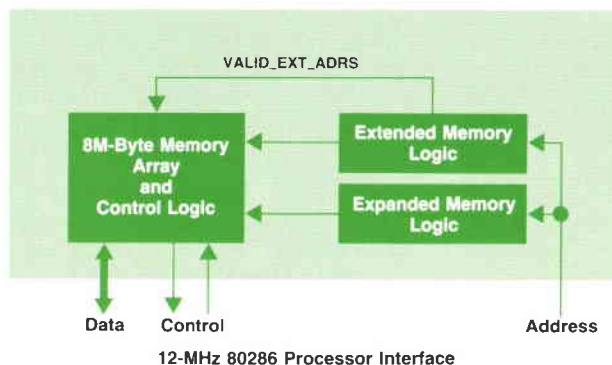 VALID_EXT_ADRS
8M-Byte Memory
Array
and
Control Logic
Extended Memory
Logic
Expanded Memory
Logic
Data
Control
Address
12-MHz 80286 Processor Interface